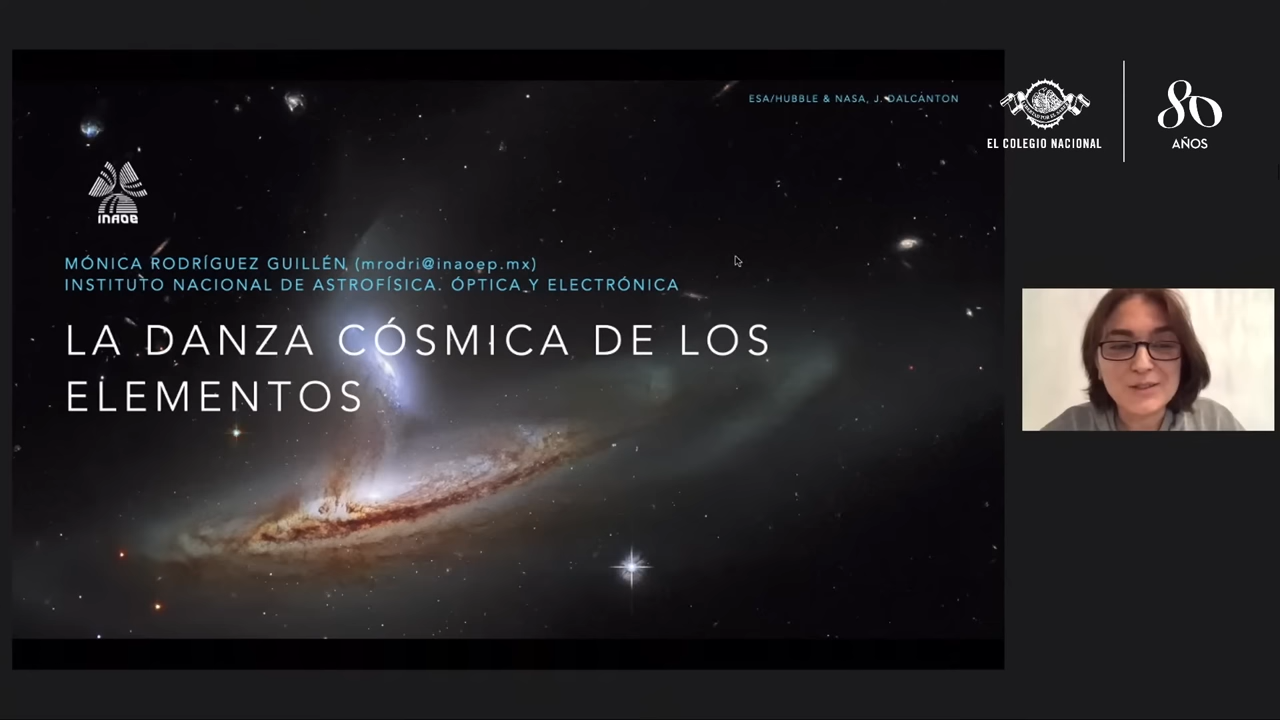 ESA/HUBBLE & NASA, J. DALCANTON
EL COLEGIO NACIONAL
80
AÑOS
INAOE
MÓNICA RODRÍGUEZ GUILLÉN (mrodri@inaoep.mx)
INSTITUTO NACIONAL DE ASTROFÍSICA. ÓPTICA Y ELECTRÓNICA
LA DANZA CÓSMICA DE LOS
ELEMENTOS